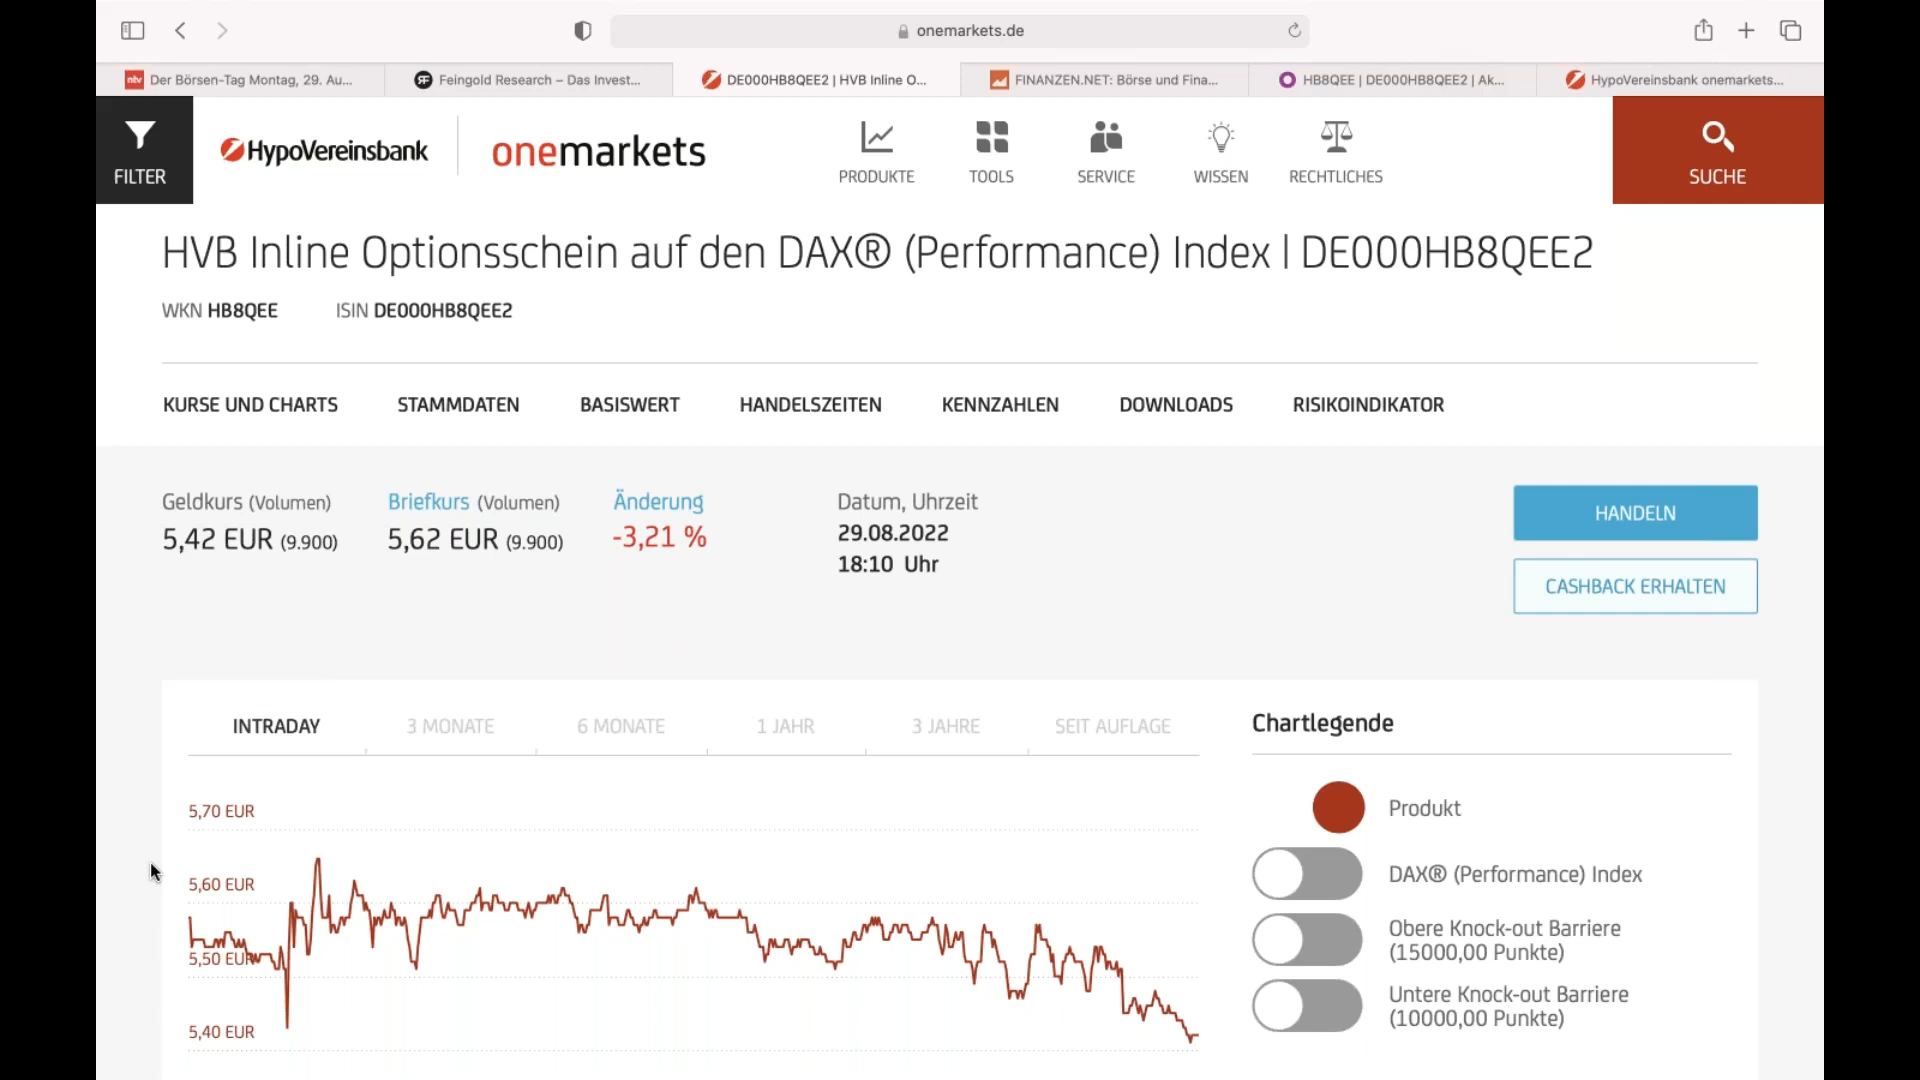 onemarkets.de
ntv Der Börsen-Tag Montag, 29. Au...
Feingold Research – Das Invest...
DE000HB8QEE2 | HVB Inline O...
FINANZEN.NET: Börse und Fina...
HB8QEE | DE000HB8QEE2 | Ak...
HypoVereinsbank onemarkets...
FILTER
HypoVereinsbank
onemarkets
PRODUKTE
TOOLS
SERVICE
WISSEN
RECHTLICHES
SUCHE
HVB Inline Optionsschein auf den DAX® (Performance) Index | DE000HB8QEE2
WKN HB8QEE
ISIN DE000HB8QEE2
KURSE UND CHARTS
STAMMDATEN
BASISWERT
HANDELSZEITEN
KENNZAHLEN
DOWNLOADS
RISIKOINDIKATOR
Geldkurs (Volumen)
5,42 EUR (9.900)
Briefkurs (Volumen)
5,62 EUR (9.900)
Änderung
-3,21 %
Datum, Uhrzeit
29.08.2022
18:10 Uhr
HANDELN
CASHBACK ERHALTEN
INTRADAY
3 MONATE
6 MONATE
1 JAHR
3 JAHRE
SEIT AUFLAGE
5,70 EUR
5,60 EUR
5,50 EUR
5,40 EUR
Chartlegende
Produkt
DAX® (Performance) Index
Obere Knock-out Barriere
(15000,00 Punkte)
Untere Knock-out Barriere
(10000,00 Punkte)